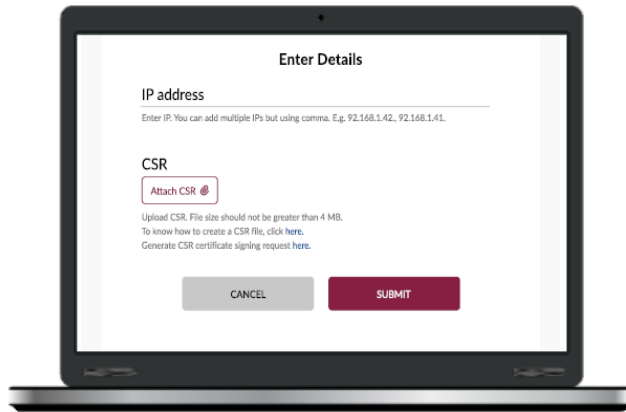 Enter Details
IP address
Enter IP. You can add multiple IPs but using comma. E.g. 92.168.1.42., 92.168.1.41.
CSR
Attach CSR
Upload CSR. File size should not be greater than 4 MB.
To know how to create a CSR file, click here.
Generate CSR certificate signing request here.
CANCEL SUBMIT